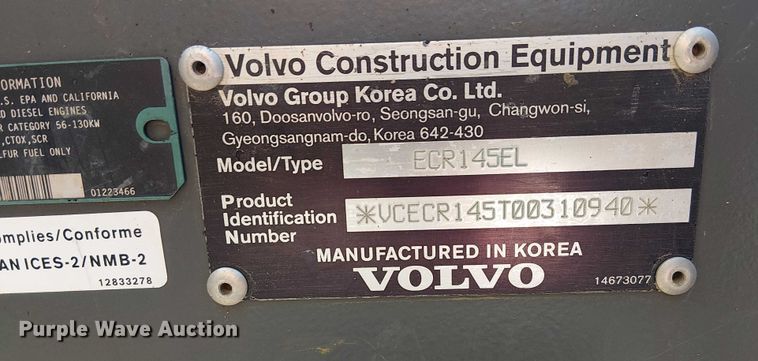 ORMATION
.S. EPA AND CALIFORNIA
D DIESEL ENGINES
R CATEGORY 56-130KW
,CTOX,SCR
FUR FUEL ONLY
01223466
omplies/Conforme
AN ICES-2/NMB-2
12833278
Volvo Construction Equipment
Volvo Group Korea Co. Ltd.
160, Doosanvolvo-ro, Seongsan-gu, Changwon-si,
Gyeongsangnam-do, Korea 642-430
Model/Type ECR145EL
Product
Identification
Number
*VCECR145T00310940*
MANUFACTURED IN KOREA
VOLVO
14673077
Purple Wave Auction